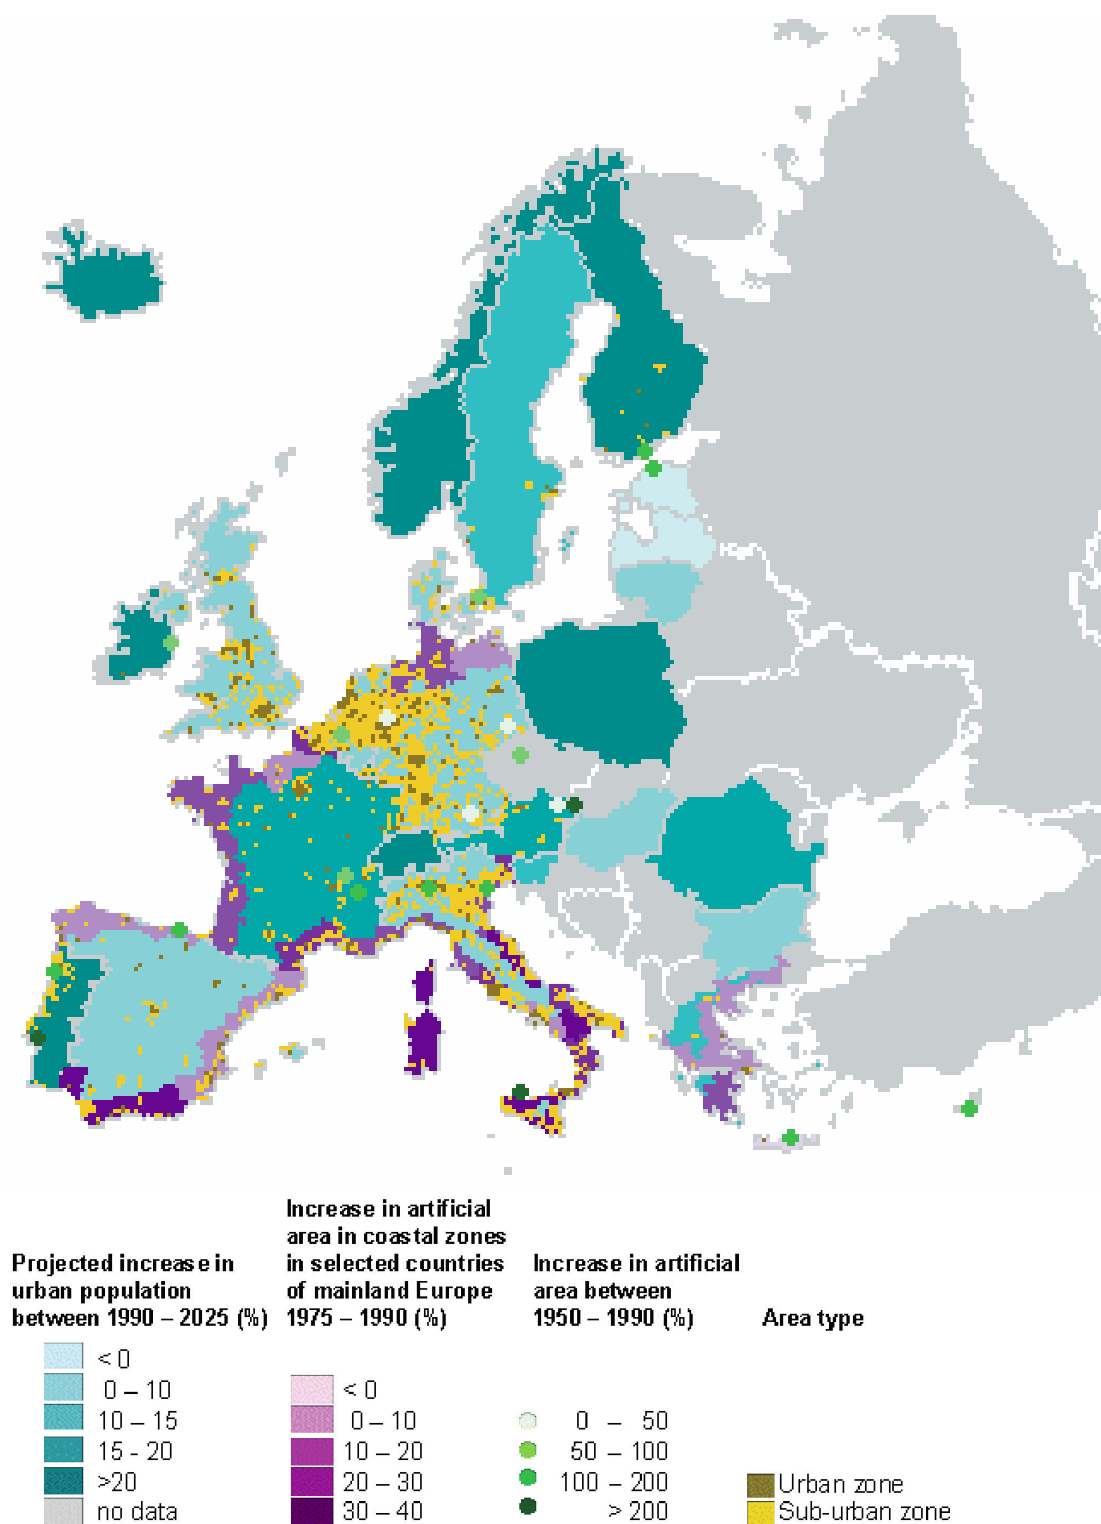 Increase in artificial
area in coastal zones
in selected countries
of mainland Europe
1975 – 1990 (%)
Projected increase in
urban population
between 1990 – 2025 (%)
Increase in artificial
area between
1950 – 1990 (%)
Area type
< 0
0 – 10
10 – 15
15 - 20
>20
no data
< 0
0 – 10
10 – 20
20 – 30
30 – 40
0 – 50
50 – 100
100 – 200
> 200
Urban zone
Sub-urban zone